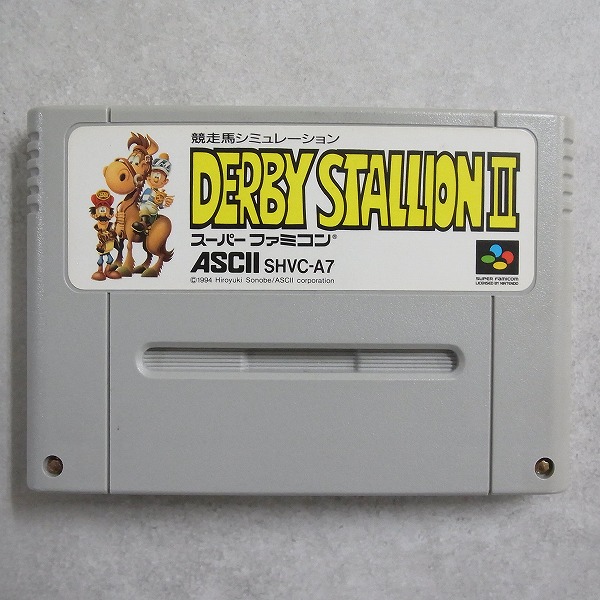 競走馬シミュレーション
DERBY STALLION II
スーパーファミコン®
ASCII SHVC-A7
©1994 Hiroyuki Sonobe/ASCII corporation
SUPER FAMICOM
LICENSED BY NINTENDO